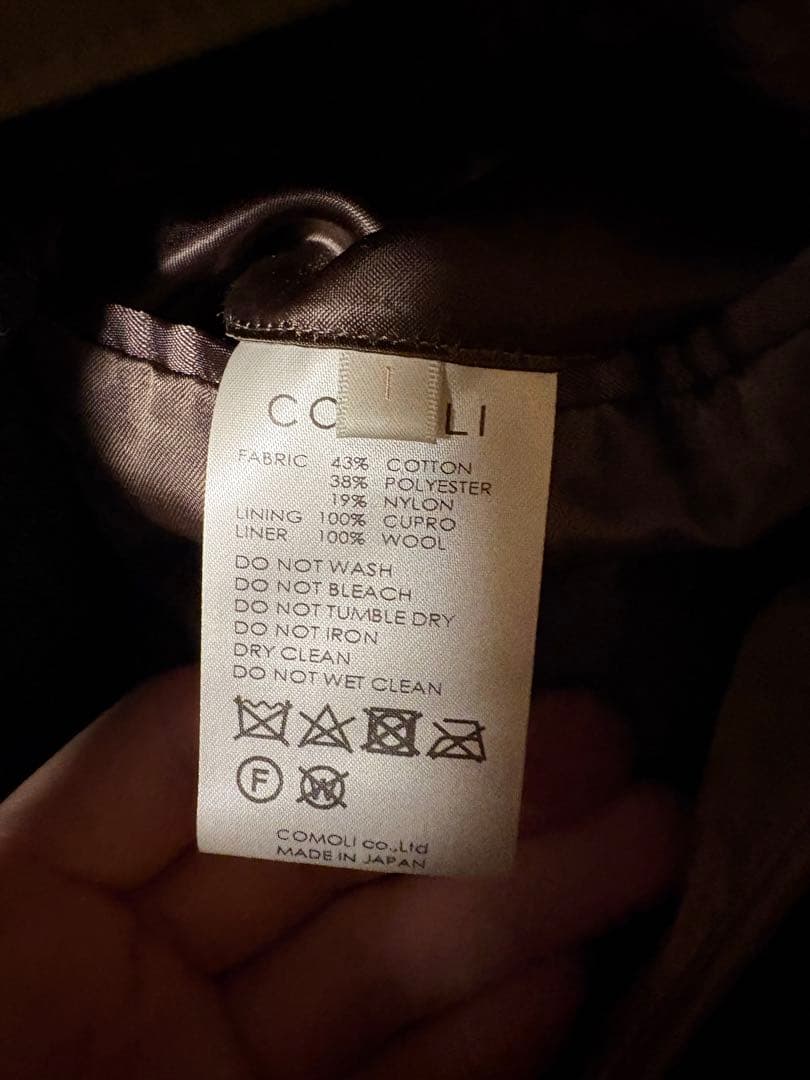 1
CO LI
FABRIC 43% COTTON
38% POLYESTER
19% NYLON
LINING 100% CUPRO
LINER 100% WOOL
DO NOT WASH
DO NOT BLEACH
DO NOT TUMBLE DRY
DO NOT IRON
DRY CLEAN
DO NOT WET CLEAN
F W
COMOLI co.,Ltd
MADE IN JAPAN